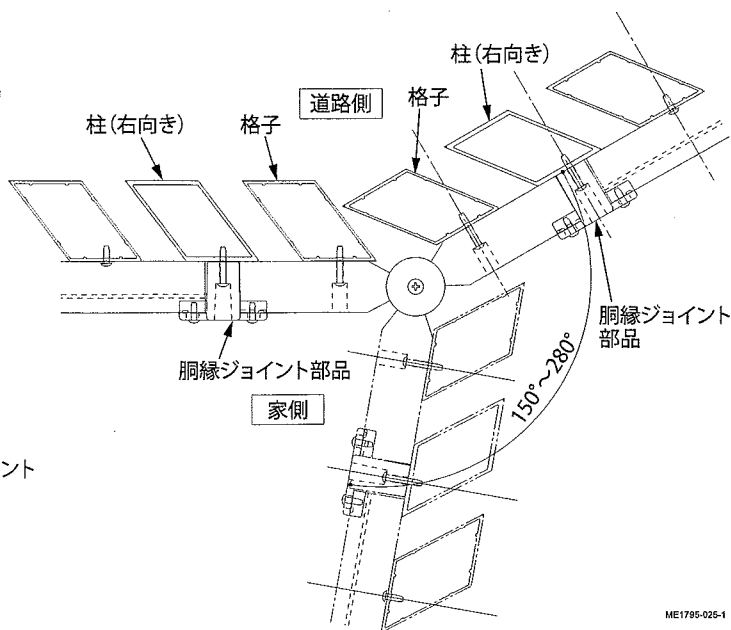 柱(右向き)
道路側
格子
柱(右向き)
格子
胴縁ジョイント
部品
胴縁ジョイント部品
家側
150°～280°
ント
ME1795-025-1